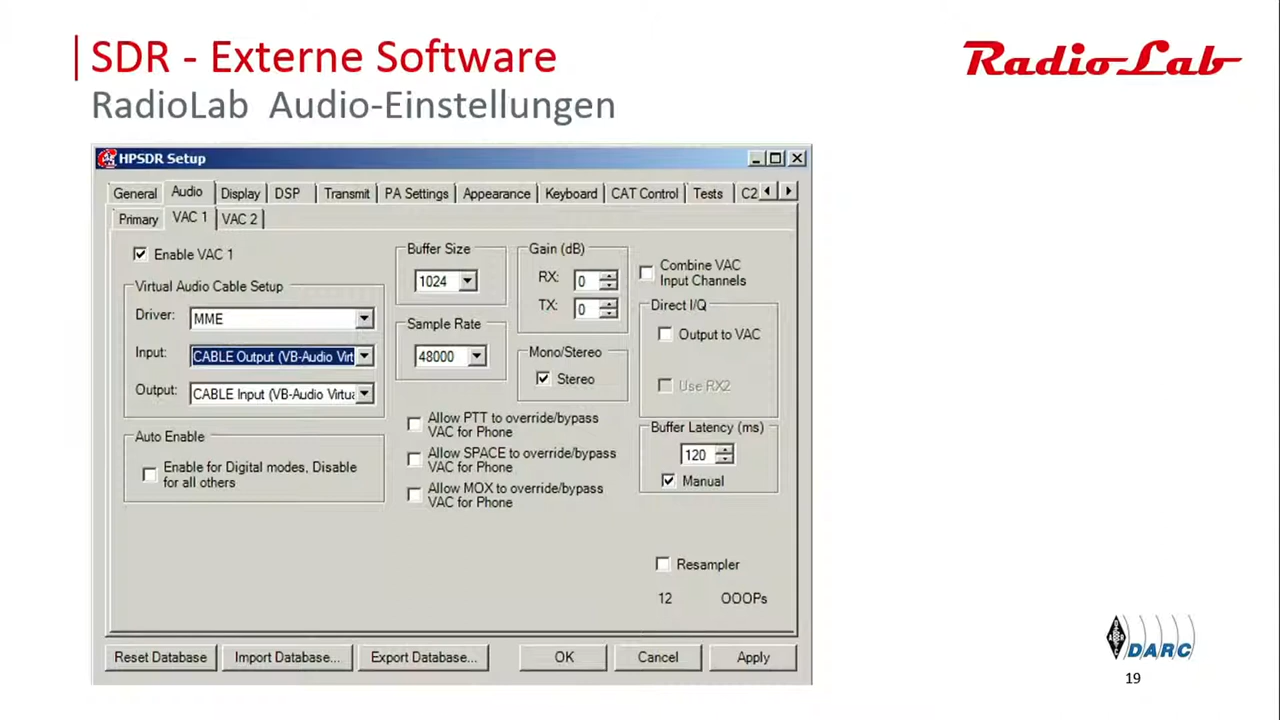 SDR - Externe Software
RadioLab
RadioLab Audio-Einstellungen
HPSDR Setup
General Audio Display DSP Transmit PA Settings Appearance Keyboard CAT Control Tests C2
Primary VAC 1 VAC 2
Enable VAC 1
Virtual Audio Cable Setup
Driver: MME
Input: CABLE Output (VB-Audio Virt
Output: CABLE Input (VB-Audio Virtua
Auto Enable
Enable for Digital modes, Disable
for all others
Buffer Size
1024
Sample Rate
48000
Gain (dB)
RX: 0
TX: 0
Mono/Stereo
Stereo
Allow PTT to override/bypass
VAC for Phone
Allow SPACE to override/bypass
VAC for Phone
Allow MOX to override/bypass
VAC for Phone
Combine VAC
Input Channels
Direct I/Q
Output to VAC
Use RX2
Buffer Latency (ms)
120
Manual
Resampler
12 OOOPs
Reset Database Import Database... Export Database... OK Cancel Apply
DARC
19